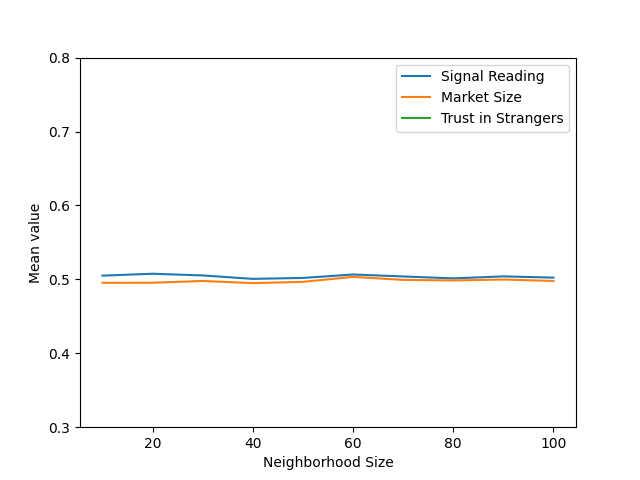 0.8
0.7
0.6
0.5
0.4
0.3
Mean value
Signal Reading
Market Size
Trust in Strangers
20 40 60 80 100
Neighborhood Size